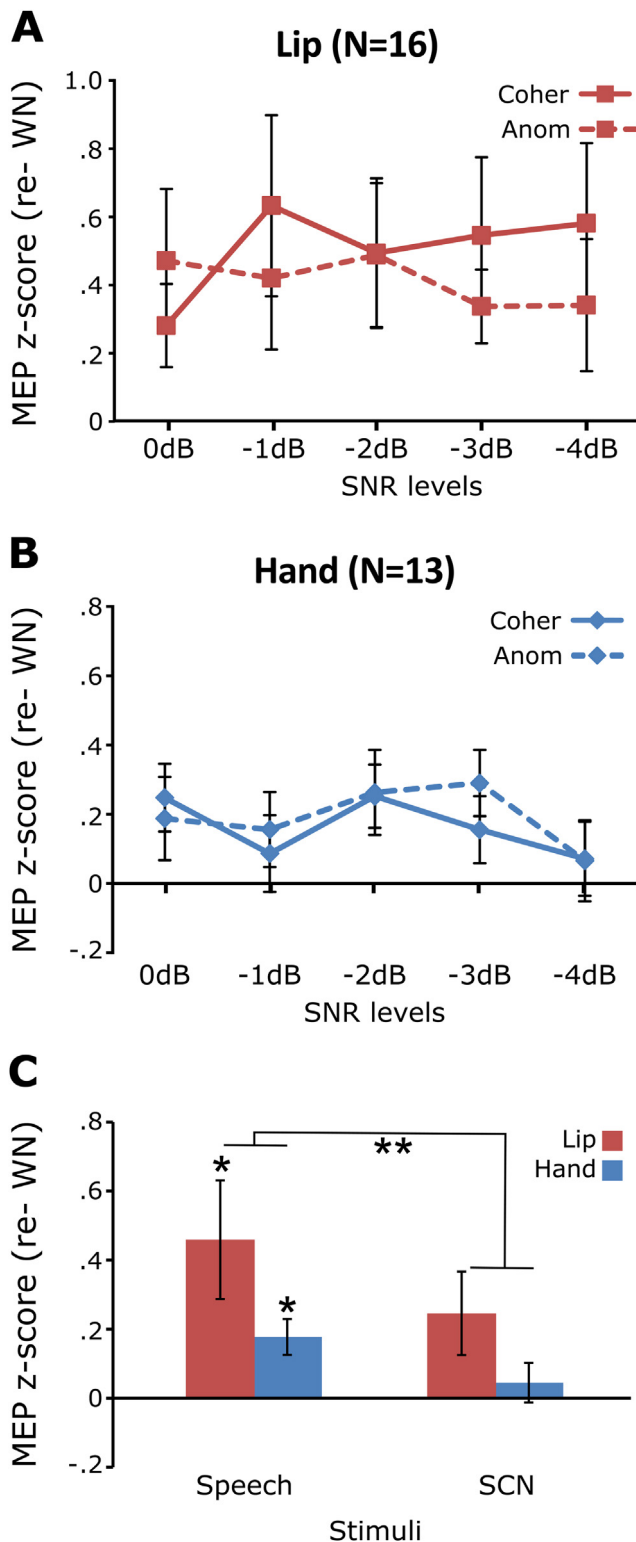 A
Lip (N=16)
MEP z-score (re- WN)
1.0
.8
.6
.4
.2
0
Coher
Anom
0dB -1dB -2dB -3dB -4dB
SNR levels
B
Hand (N=13)
MEP z-score (re- WN)
.8
.6
.4
.2
0
-.2
Coher
Anom
0dB -1dB -2dB -3dB -4dB
SNR levels
C
MEP z-score (re- WN)
.8
.6
.4
.2
0
-.2
Lip
Hand
**
*
*
Speech SCN
Stimuli